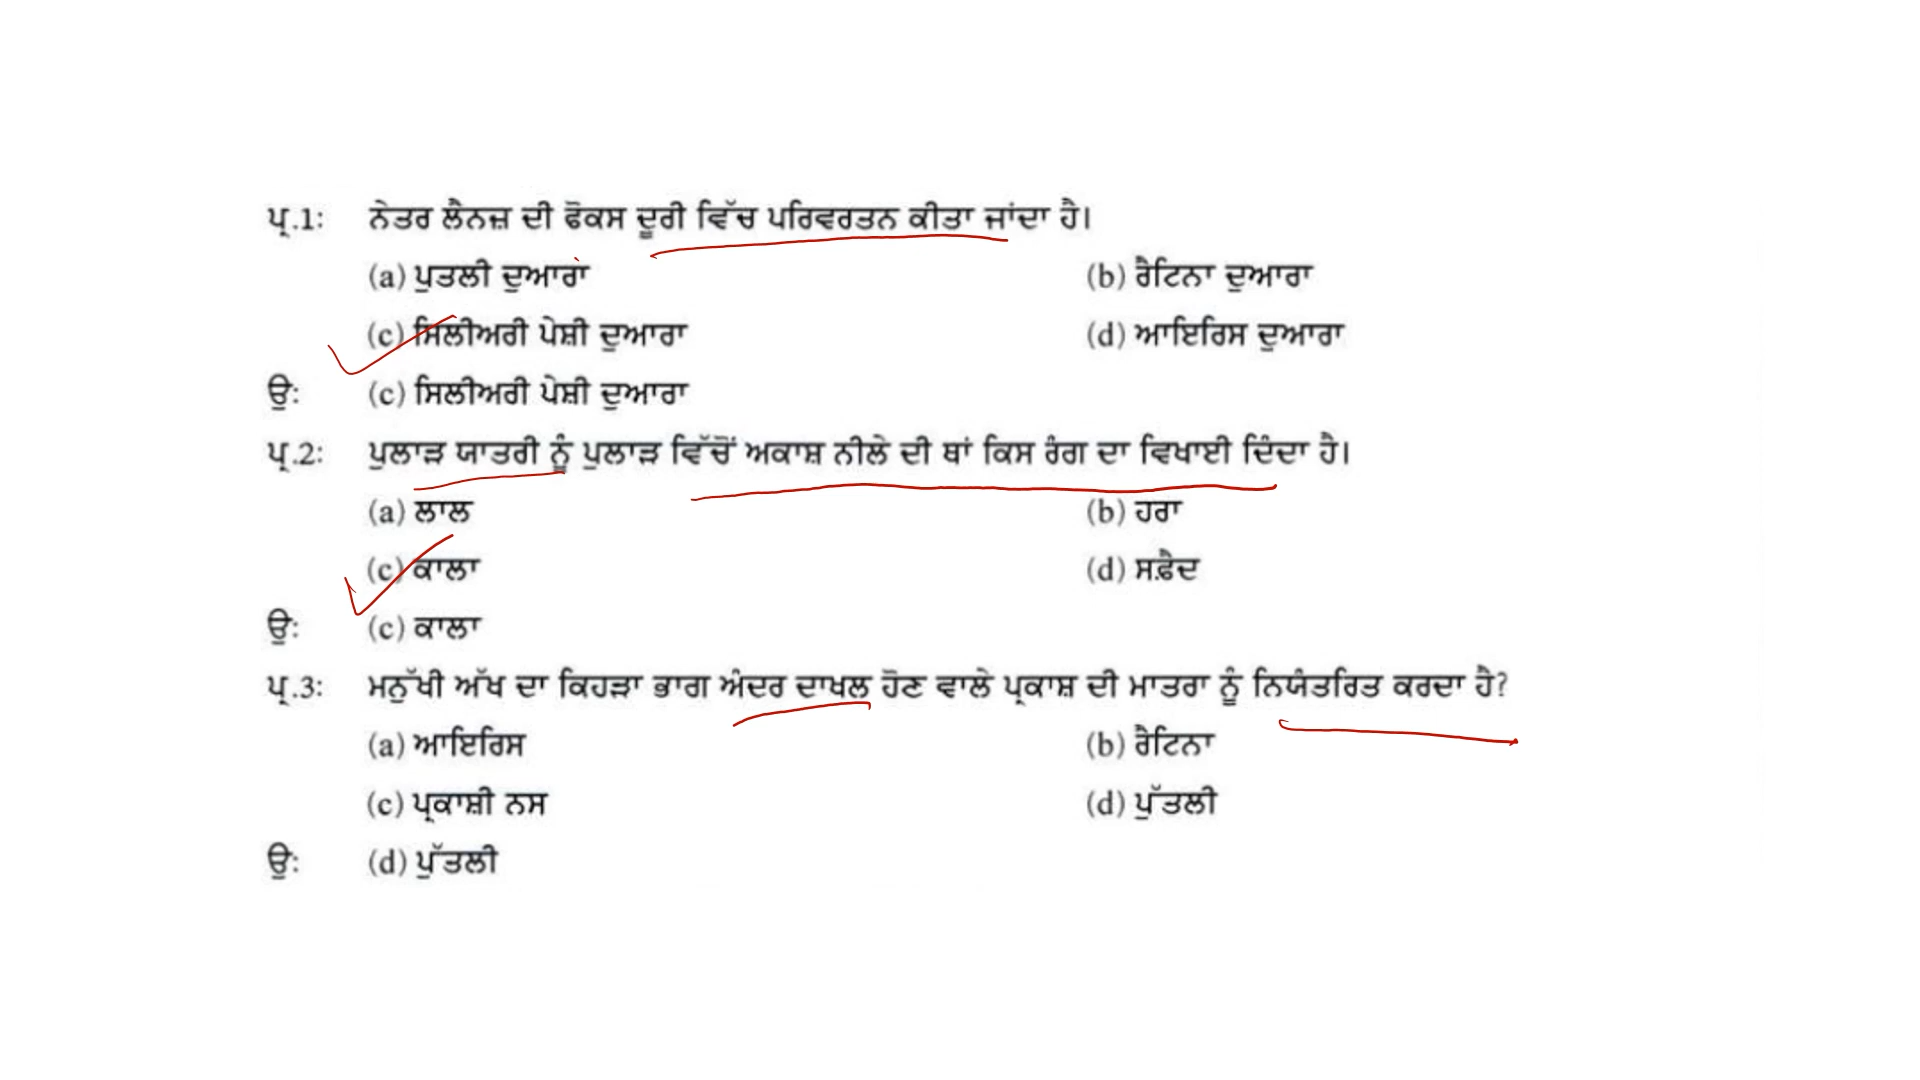 ਪ੍ਰ.1: ਨੇਤਰ ਲੈਨਜ਼ ਦੀ ਫੋਕਸ ਦੂਰੀ ਵਿੱਚ ਪਰਿਵਰਤਨ ਕੀਤਾ ਜਾਂਦਾ ਹੈ।
(a) ਪੁਤਲੀ ਦੁਆਰਾ (b) ਰੈਟਿਨਾ ਦੁਆਰਾ
(c) ਸਿਲੀਅਰੀ ਪੇਸ਼ੀ ਦੁਆਰਾ (d) ਆਇਰਿਸ ਦੁਆਰਾ
ਉ: (c) ਸਿਲੀਅਰੀ ਪੇਸ਼ੀ ਦੁਆਰਾ
ਪ੍ਰ.2: ਪੁਲਾੜ ਯਾਤਰੀ ਨੂੰ ਪੁਲਾੜ ਵਿੱਚੋਂ ਅਕਾਸ਼ ਨੀਲੇ ਦੀ ਥਾਂ ਕਿਸ ਰੰਗ ਦਾ ਵਿਖਾਈ ਦਿੰਦਾ ਹੈ।
(a) ਲਾਲ (b) ਹਰਾ
(c) ਕਾਲਾ (d) ਸਫ਼ੈਦ
ਉ: (c) ਕਾਲਾ
ਪ੍ਰ.3: ਮਨੁੱਖੀ ਅੱਖ ਦਾ ਕਿਹੜਾ ਭਾਗ ਅੰਦਰ ਦਾਖਲ ਹੋਣ ਵਾਲੇ ਪ੍ਰਕਾਸ਼ ਦੀ ਮਾਤਰਾ ਨੂੰ ਨਿਯੰਤਰਿਤ ਕਰਦਾ ਹੈ?
(a) ਆਇਰਿਸ (b) ਰੈਟਿਨਾ
(c) ਪ੍ਰਕਾਸ਼ੀ ਨਸ (d) ਪੁੱਤਲੀ
ਉ: (d) ਪੁੱਤਲੀ